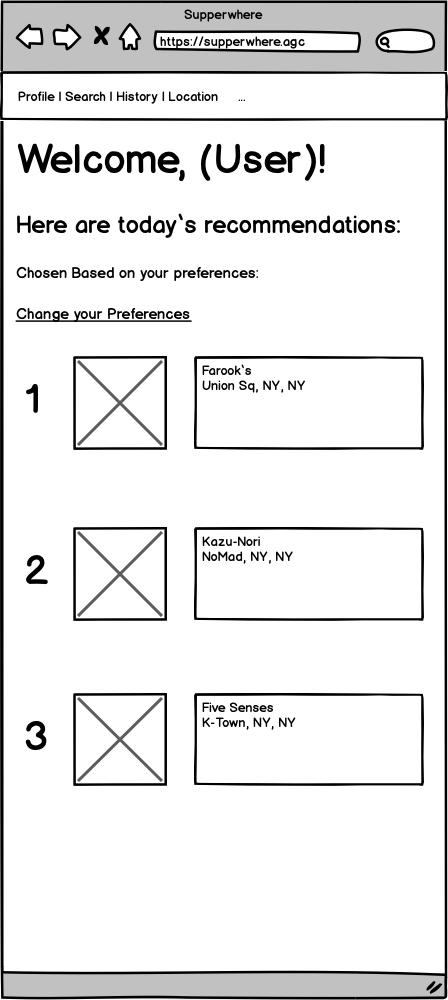 Supperwhere
https://supperwhere.agc
Profile | Search | History | Location ...
Welcome, (User)!
Here are today`s recommendations:
Chosen Based on your preferences:
Change your Preferences
1
Farook`s
Union Sq, NY, NY
2
Kazu-Nori
NoMad, NY, NY
3
Five Senses
K-Town, NY, NY